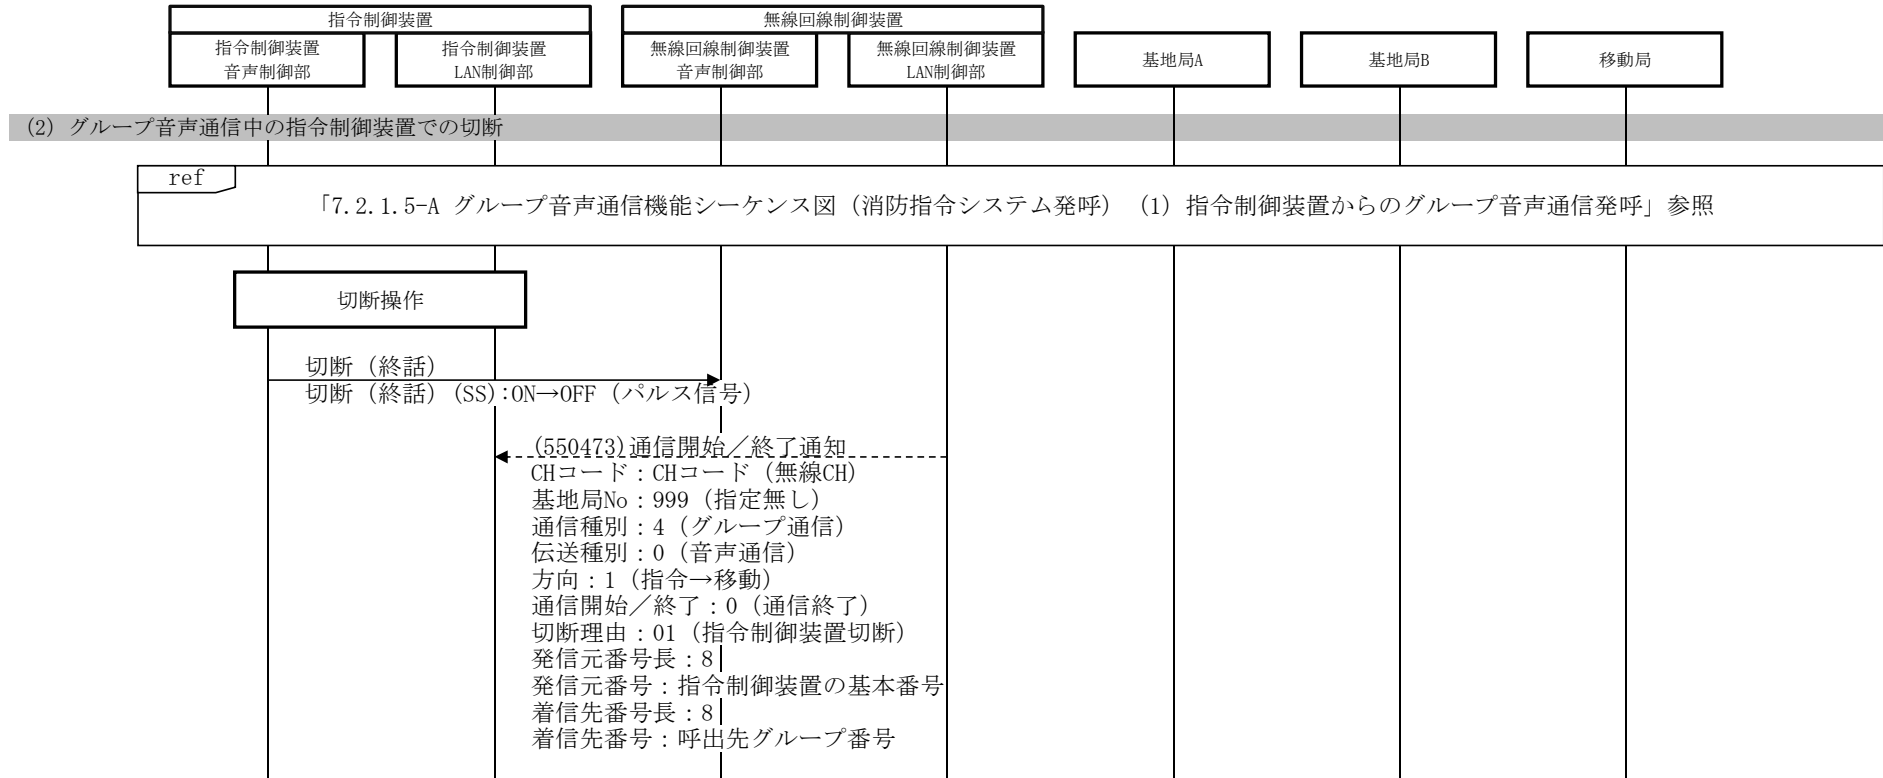 指令制御装置
無線回線制御装置
指令制御装置
音声制御部
指令制御装置
LAN制御部
無線回線制御装置
音声制御部
無線回線制御装置
LAN制御部
基地局A
基地局B
移動局
(2) グループ音声通信中の指令制御装置での切断
ref
「7.2.1.5-A グループ音声通信機能シーケンス図（消防指令システム発呼）（1）指令制御装置からのグループ音声通信発呼」参照
切断操作
切断（終話）
切断（終話）(SS):ON→OFF（パルス信号）
(550473)通信開始／終了通知
CHコード：CHコード（無線CH）
基地局No：999（指定無し）
通信種別：4（グループ通信）
伝送種別：0（音声通信）
方向：1（指令→移動）
通信開始／終了：0（通信終了）
切断理由：01（指令制御装置切断）
発信元番号長：8
発信元番号：指令制御装置の基本番号
着信先番号長：8
着信先番号：呼出先グループ番号